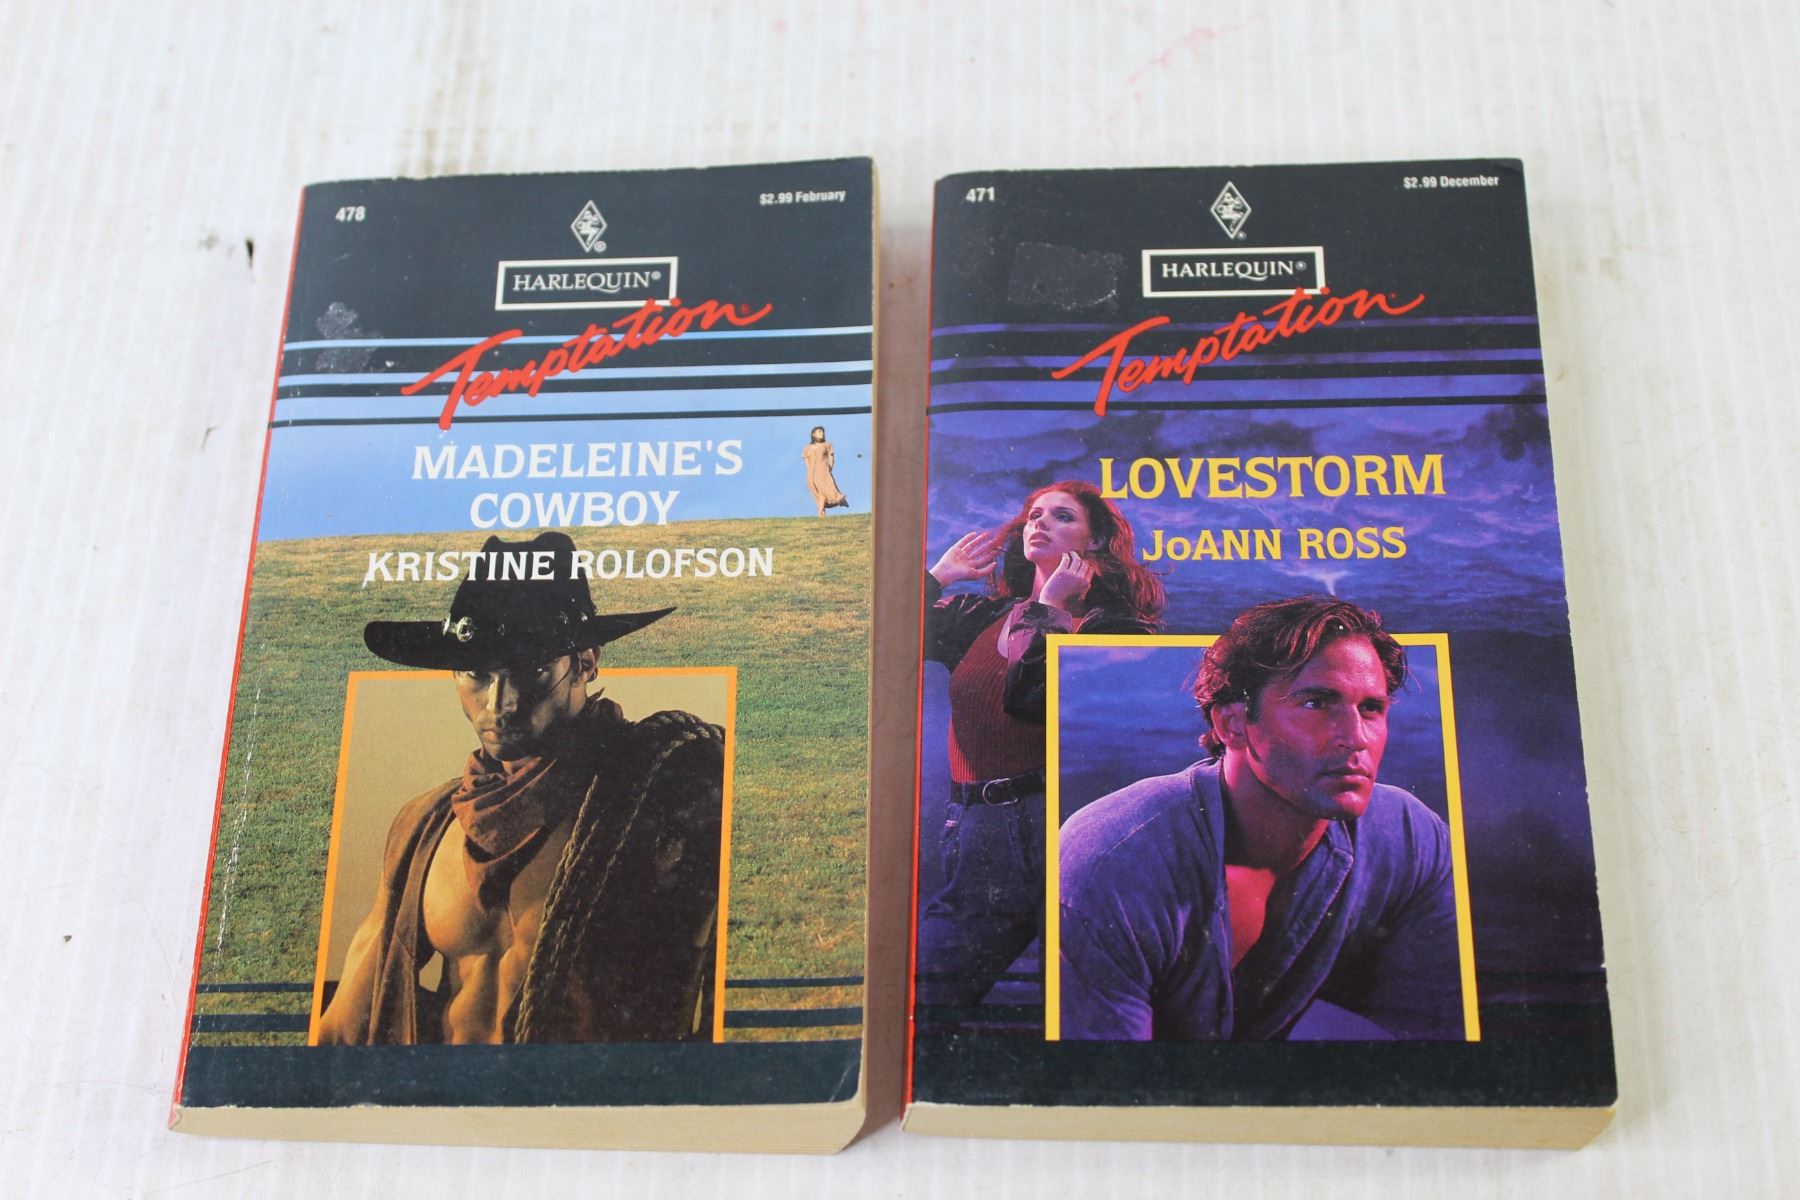 478
$2.99 February
HARLEQUIN®
Temptation®
MADELEINE'S
COWBOY
KRISTINE ROLOFSON
471
$2.99 December
HARLEQUIN®
Temptation
LOVESTORM
JoANN ROSS